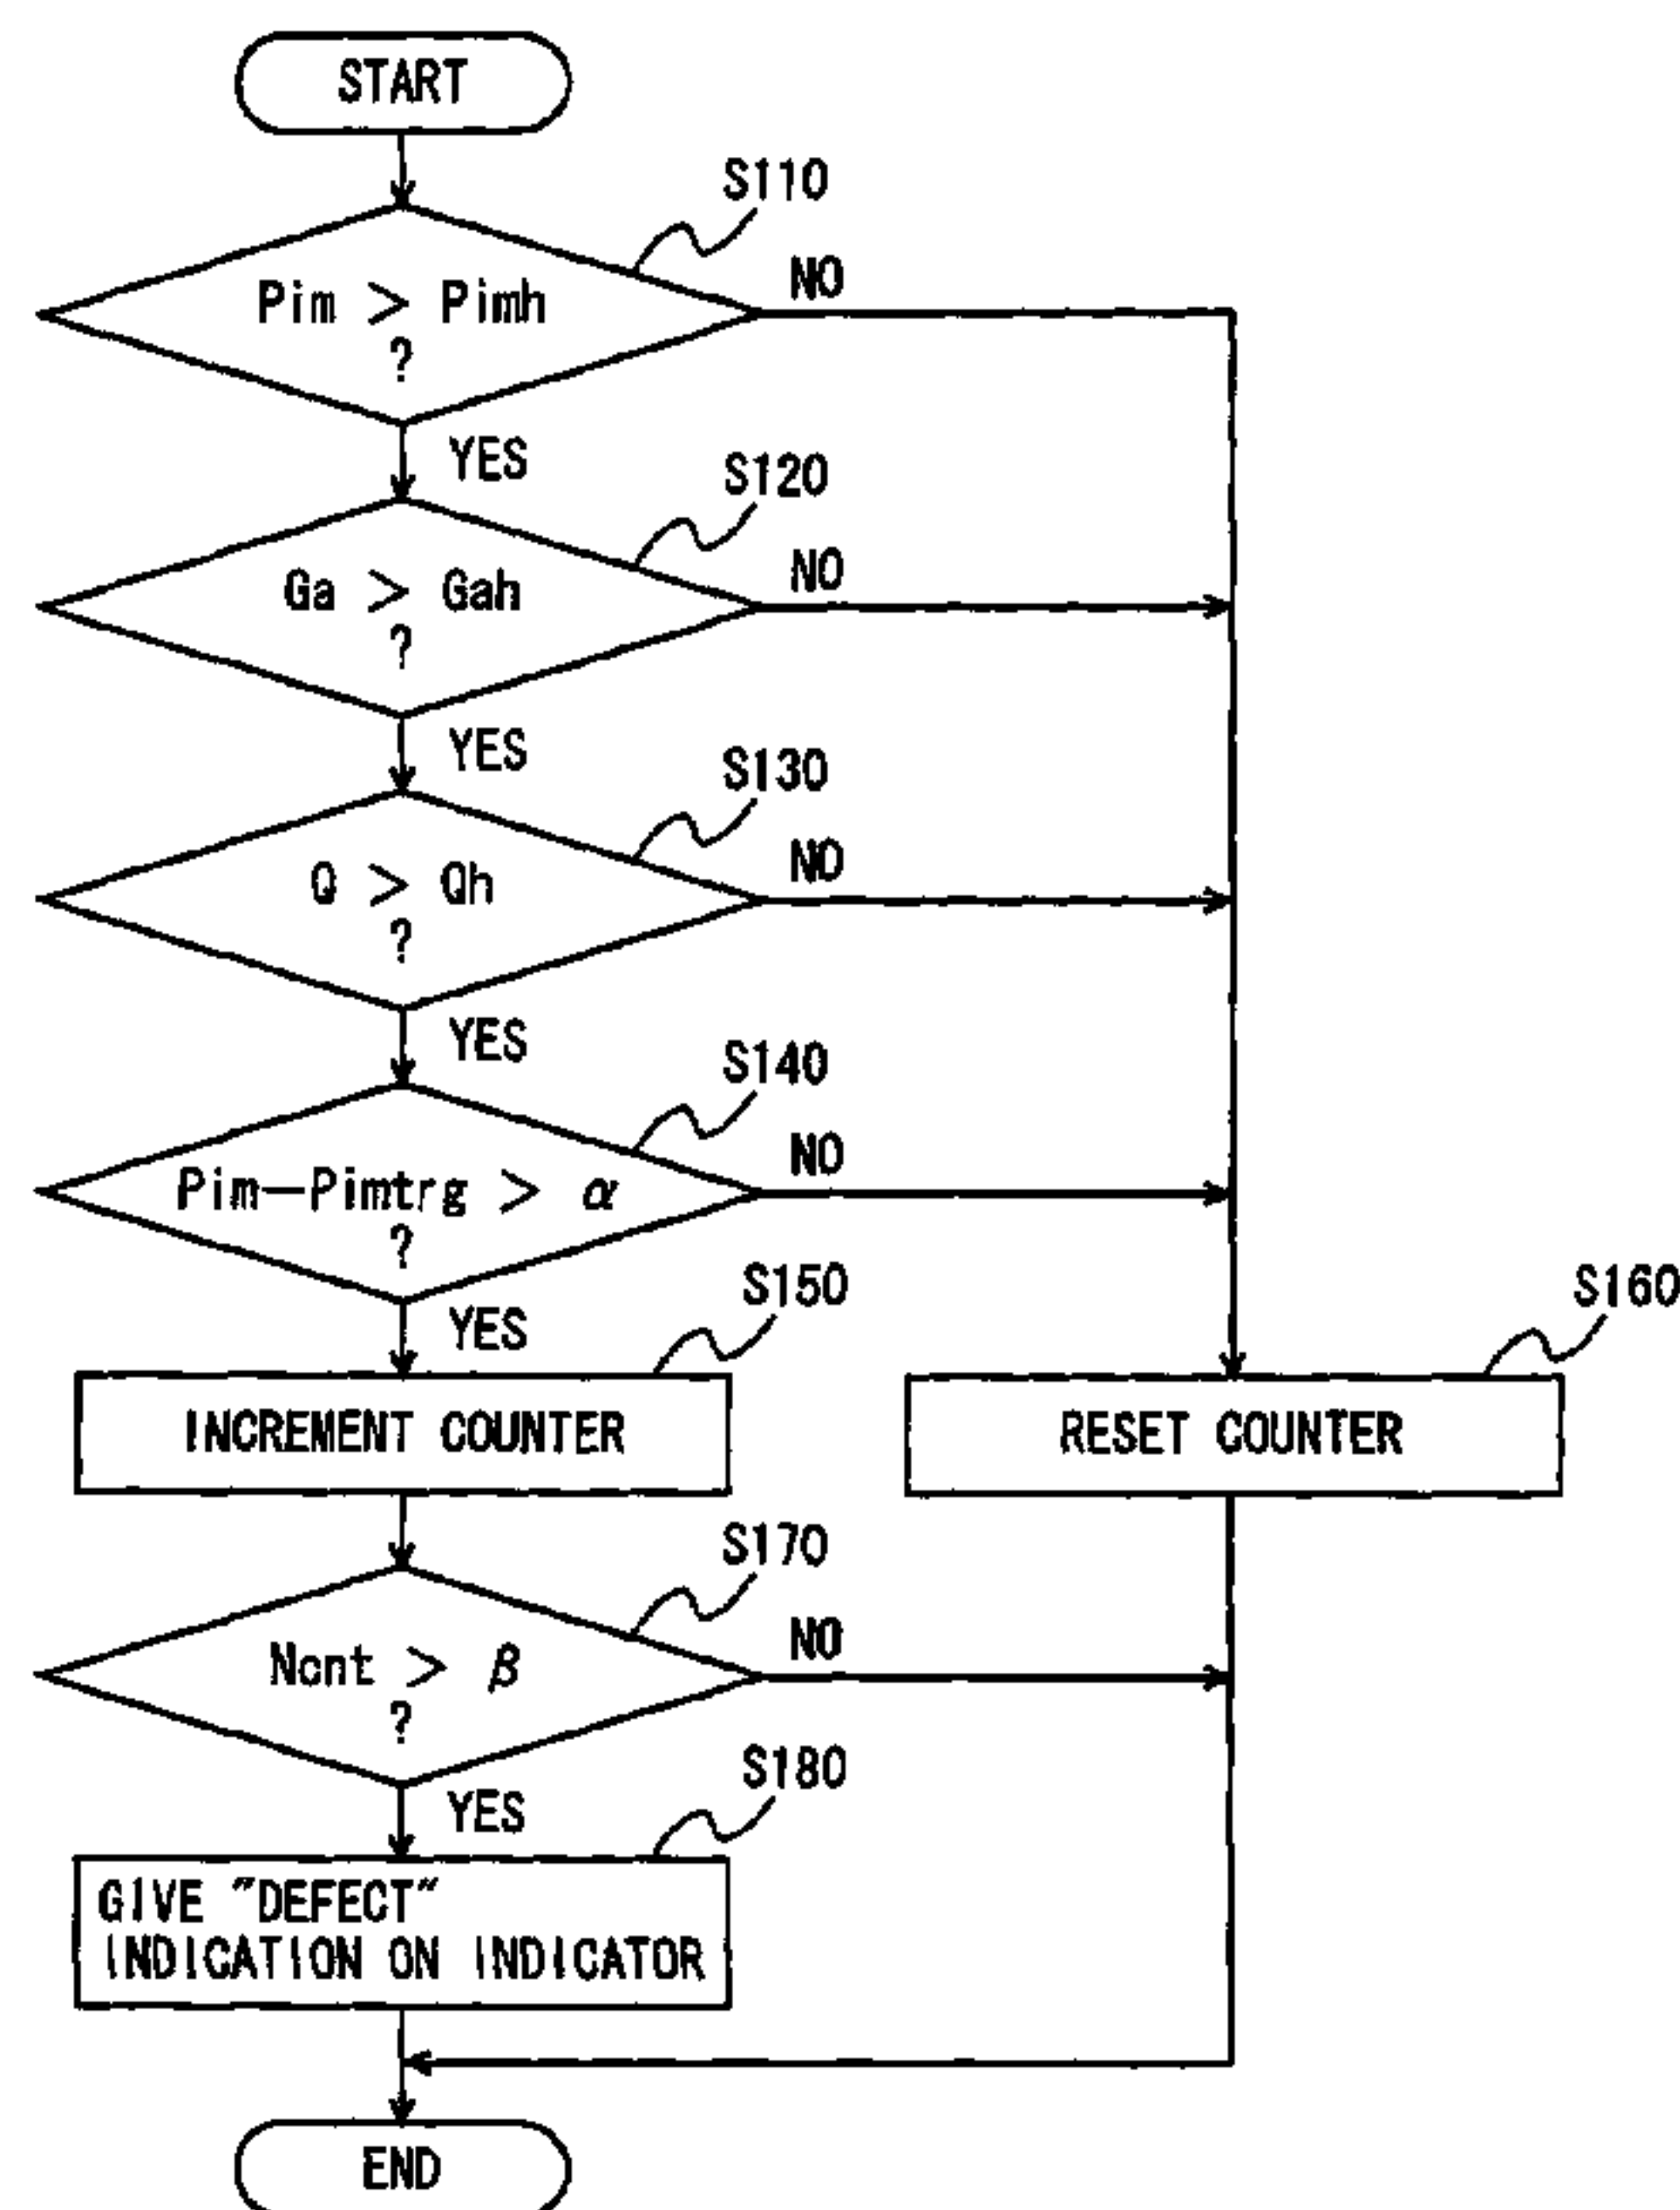 START
S110
Pim > Pimh
?
NO
YES
S120
Ga > Gah
?
NO
YES
S130
Q > Qh
?
NO
YES
S140
Pim—Pimtrg > α
?
NO
YES
S150
INCREMENT COUNTER
S160
RESET COUNTER
S170
Ncnt > β
?
NO
YES
S180
GIVE "DEFECT"
INDICATION ON INDICATOR
END